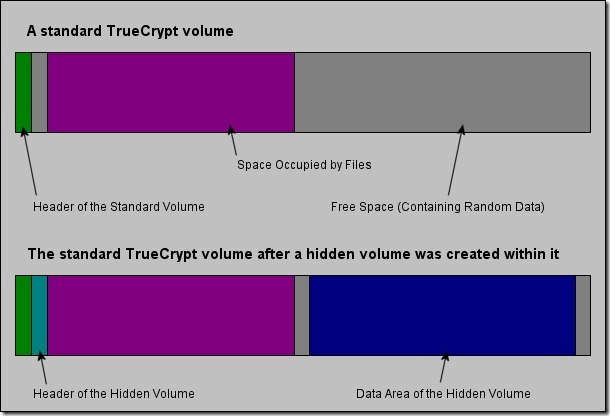 A standard TrueCrypt volume
Space Occupied by Files
Header of the Standard Volume
Free Space (Containing Random Data)
The standard TrueCrypt volume after a hidden volume was created within it
Header of the Hidden Volume
Data Area of the Hidden Volume